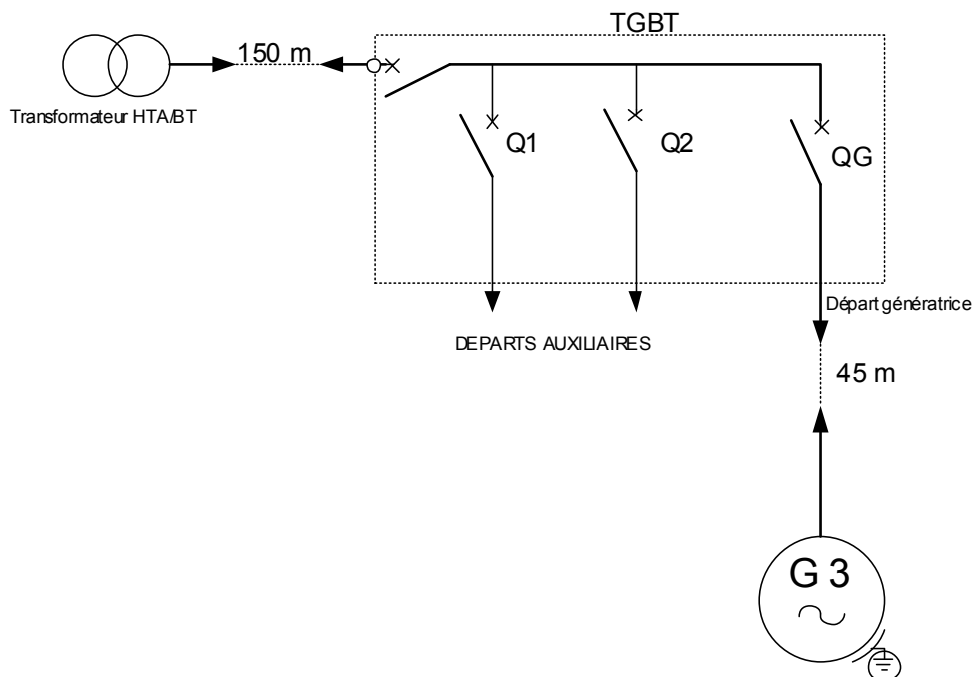 TGBT
150 m
Transformateur HTA/BT
Q1
Q2
QG
Départ génératrice
DEPARTS AUXILIAIRES
45 m
G 3